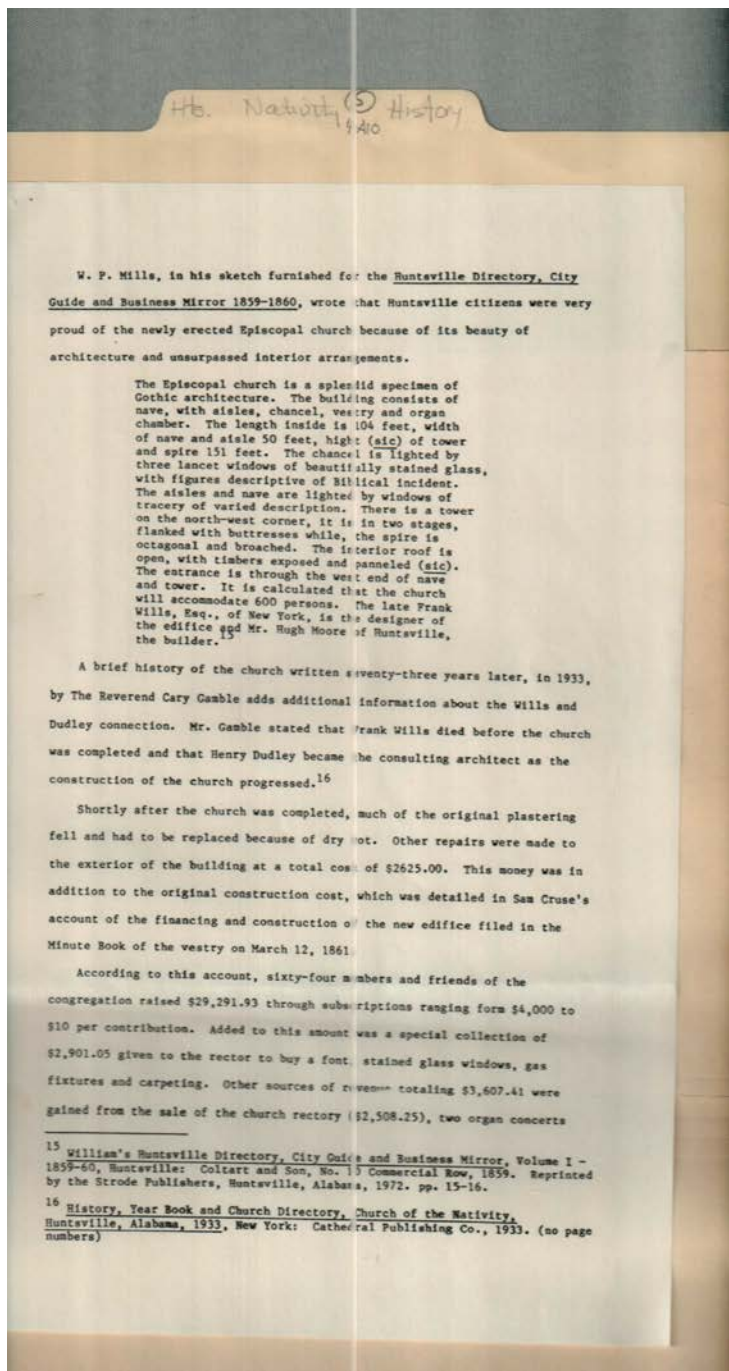 Hb. Nativity (5) History
W. P. Mills, in his sketch furnished for the Huntsville Directory, City
Guide and Business Mirror 1859-1860, wrote that Huntsville citizens were very
proud of the newly erected Episcopal church because of its beauty of
architecture and unsurpassed interior arrangements.
The Episcopal church is a splendid specimen of
Gothic architecture. The building consists of
nave, with aisles, chancel, vestry and organ
chamber. The length inside is 104 feet, width
of nave and aisle 50 feet, hight (sic) of tower
and spire 151 feet. The chancel is lighted by
three lancet windows of beautifully stained glass,
with figures descriptive of Biblical incident.
The aisles and nave are lighted by windows of
tracery of varied description. There is a tower
on the north-west corner, it is in two stages,
flanked with buttresses while, the spire is
octagonal and broached. The interior roof is
open, with timbers exposed and panneled (sic).
The entrance is through the west end of nave
and tower. It is calculated that the church
will accommodate 600 persons. The late Frank
Wills, Esq., of New York, is the designer of
the edifice and Mr. Hugh Moore of Huntsville,
the builder.15
A brief history of the church written seventy-three years later, in 1933,
by The Reverend Cary Gamble adds additional information about the Wills and
Dudley connection. Mr. Gamble stated that Frank Wills died before the church
was completed and that Henry Dudley became the consulting architect as the
construction of the church progressed.16
Shortly after the church was completed, much of the original plastering
fell and had to be replaced because of dry rot. Other repairs were made to
the exterior of the building at a total cost of $2625.00. This money was in
addition to the original construction cost, which was detailed in Sam Cruse's
account of the financing and construction of the new edifice filed in the
Minute Book of the vestry on March 12, 1861
According to this account, sixty-four members and friends of the
congregation raised $29,291.93 through subscriptions ranging form $4,000 to
$10 per contribution. Added to this amount was a special collection of
$2,901.05 given to the rector to buy a font, stained glass windows, gas
fixtures and carpeting. Other sources of revenue totaling $3,607.41 were
gained from the sale of the church rectory ($2,508.25), two organ concerts
15 William's Huntsville Directory, City Guide and Business Mirror, Volume I -
1859-60, Huntsville: Coltart and Son, No. 10 Commercial Row, 1859. Reprinted
by the Strode Publishers, Huntsville, Alabama, 1972. pp. 15-16.
16 History, Year Book and Church Directory, Church of the Nativity,
Huntsville, Alabama, 1933, New York: Cathedral Publishing Co., 1933. (no page
numbers)